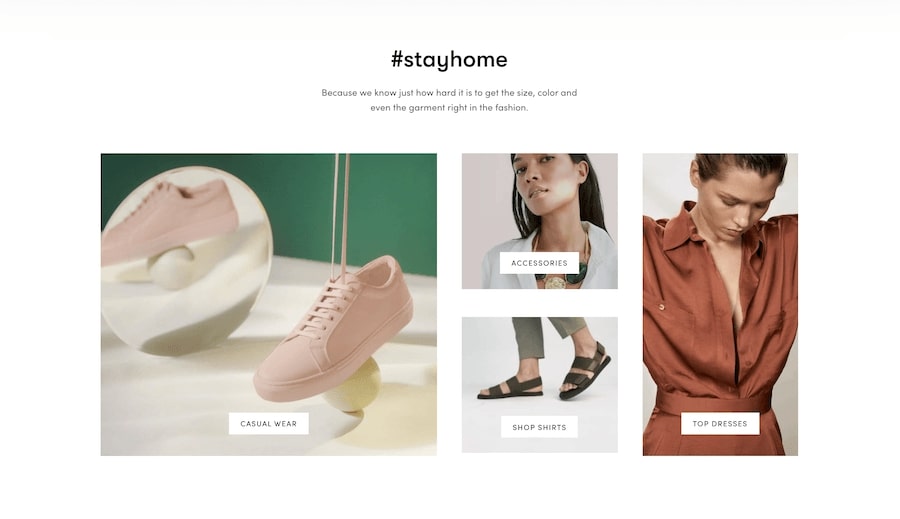 #stayhome
Because we know just how hard it is to get the size, color and
even the garment right in the fashion.
ACCESSORIES
CASUAL WEAR
SHOP SHIRTS
TOP DRESSES